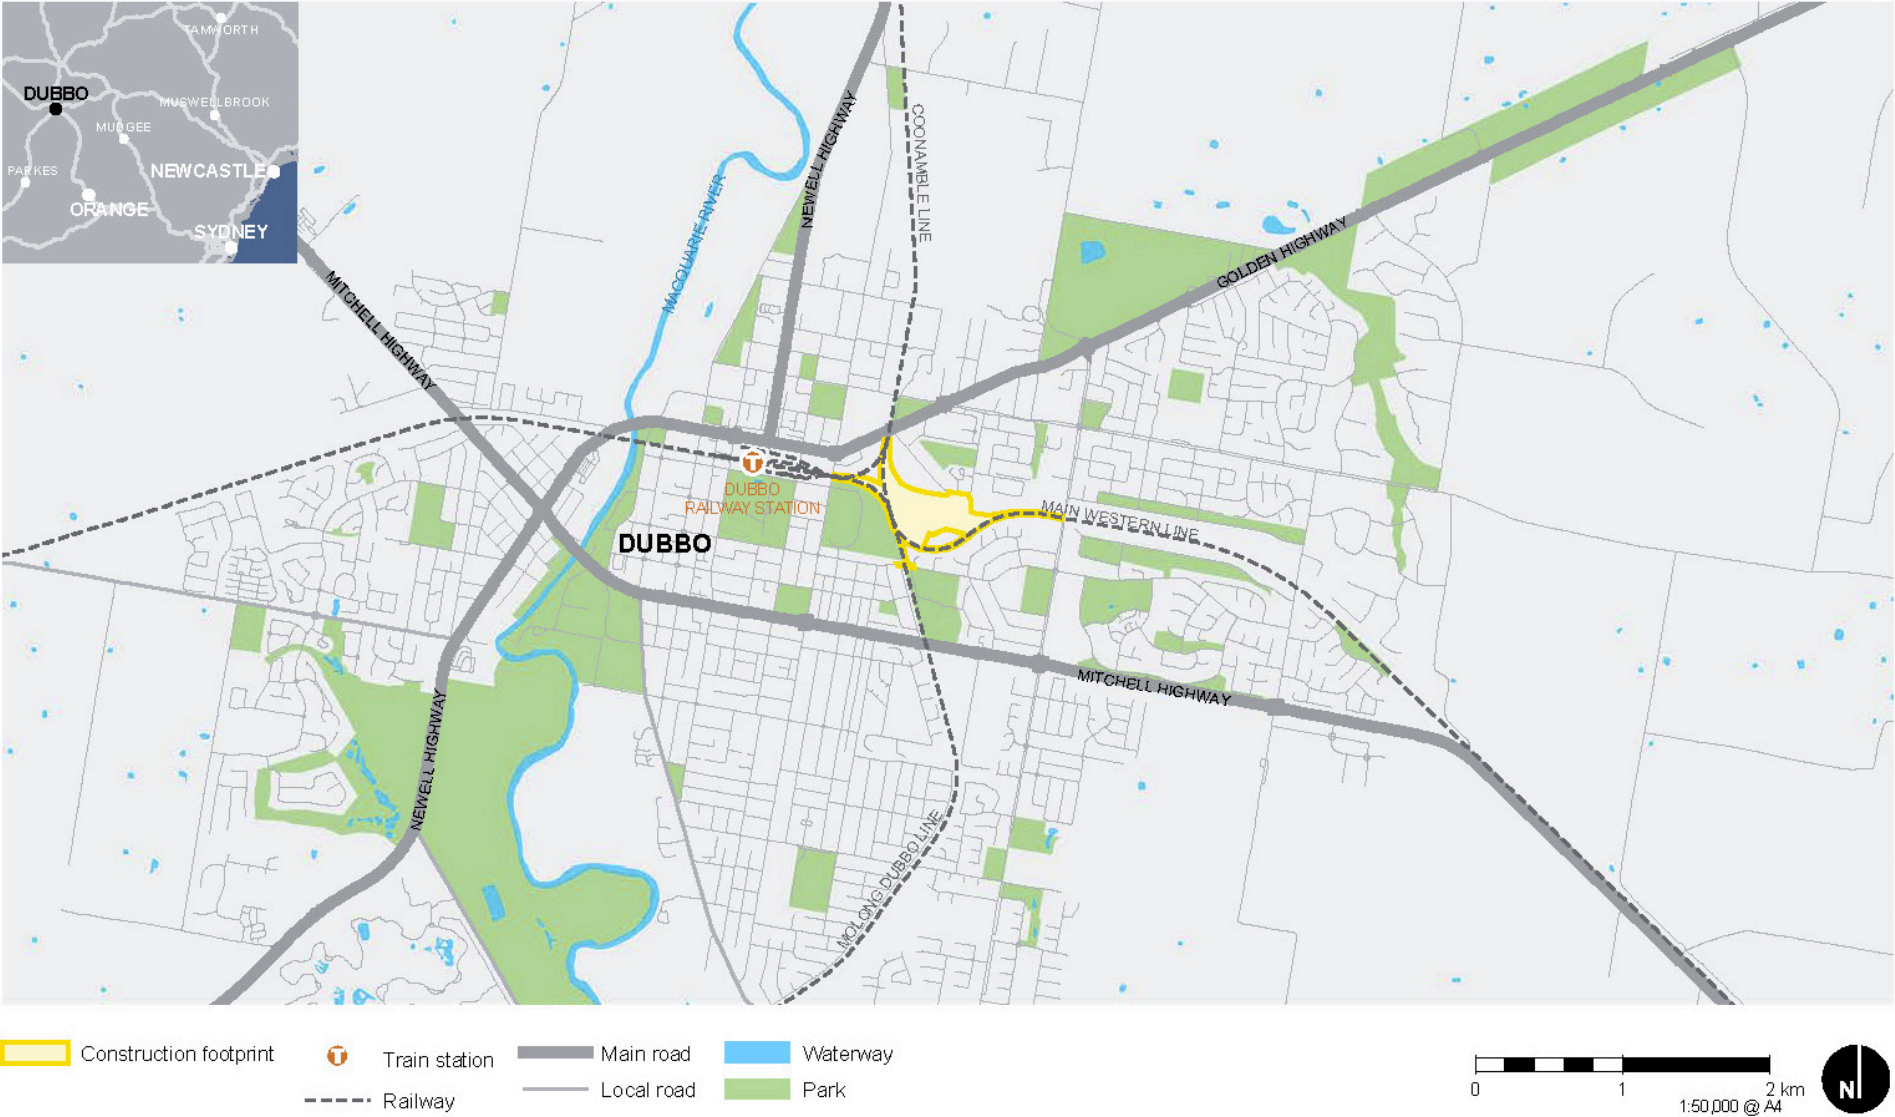 TAMWORTH
DUBBO
MUSWELLBROOK
MUDGEE
PARKES
NEWCASTLE
ORANGE
SYDNEY
NEWELL HIGHWAY
COONAMBLE LINE
MACQUARIE RIVER
GOLDEN HIGHWAY
MITCHELL HIGHWAY
T
DUBBO
RAILWAY STATION
MAIN WESTERN LINE
DUBBO
MITCHELL HIGHWAY
NEWELL HIGHWAY
MOLONG DUBBO LINE
Construction footprint
T Train station
Railway
Main road
Local road
Waterway
Park
0 1 2 km
1:50,000 @ A4
N